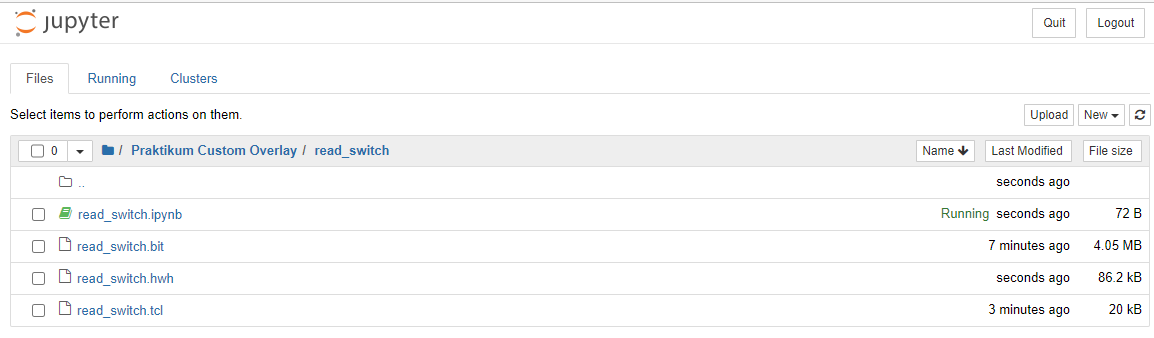 jupyter Quit Logout
Files Running Clusters
Select items to perform actions on them. Upload New
0 / Praktikum Custom Overlay / read_switch Name Last Modified File size
.. seconds ago
read_switch.ipynb Running seconds ago 72 B
read_switch.bit 7 minutes ago 4.05 MB
read_switch.hwh seconds ago 86.2 kB
read_switch.tcl 3 minutes ago 20 kB